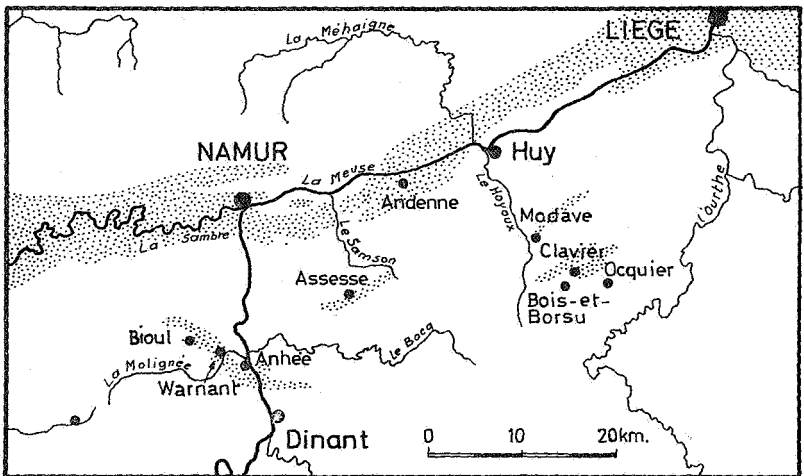 LIEGE
La Méhaigne
NAMUR
La Meuse
Huy
Andenne
Le Hoyoux
L'Ourthe
La Sambre
Le Samson
Modave
Clavier
Ocquier
Assesse
Bois-et-
Borsu
Bioul
Anhée
Le Bocq
La Molignée
Warnant
Dinant
0 10 20km.